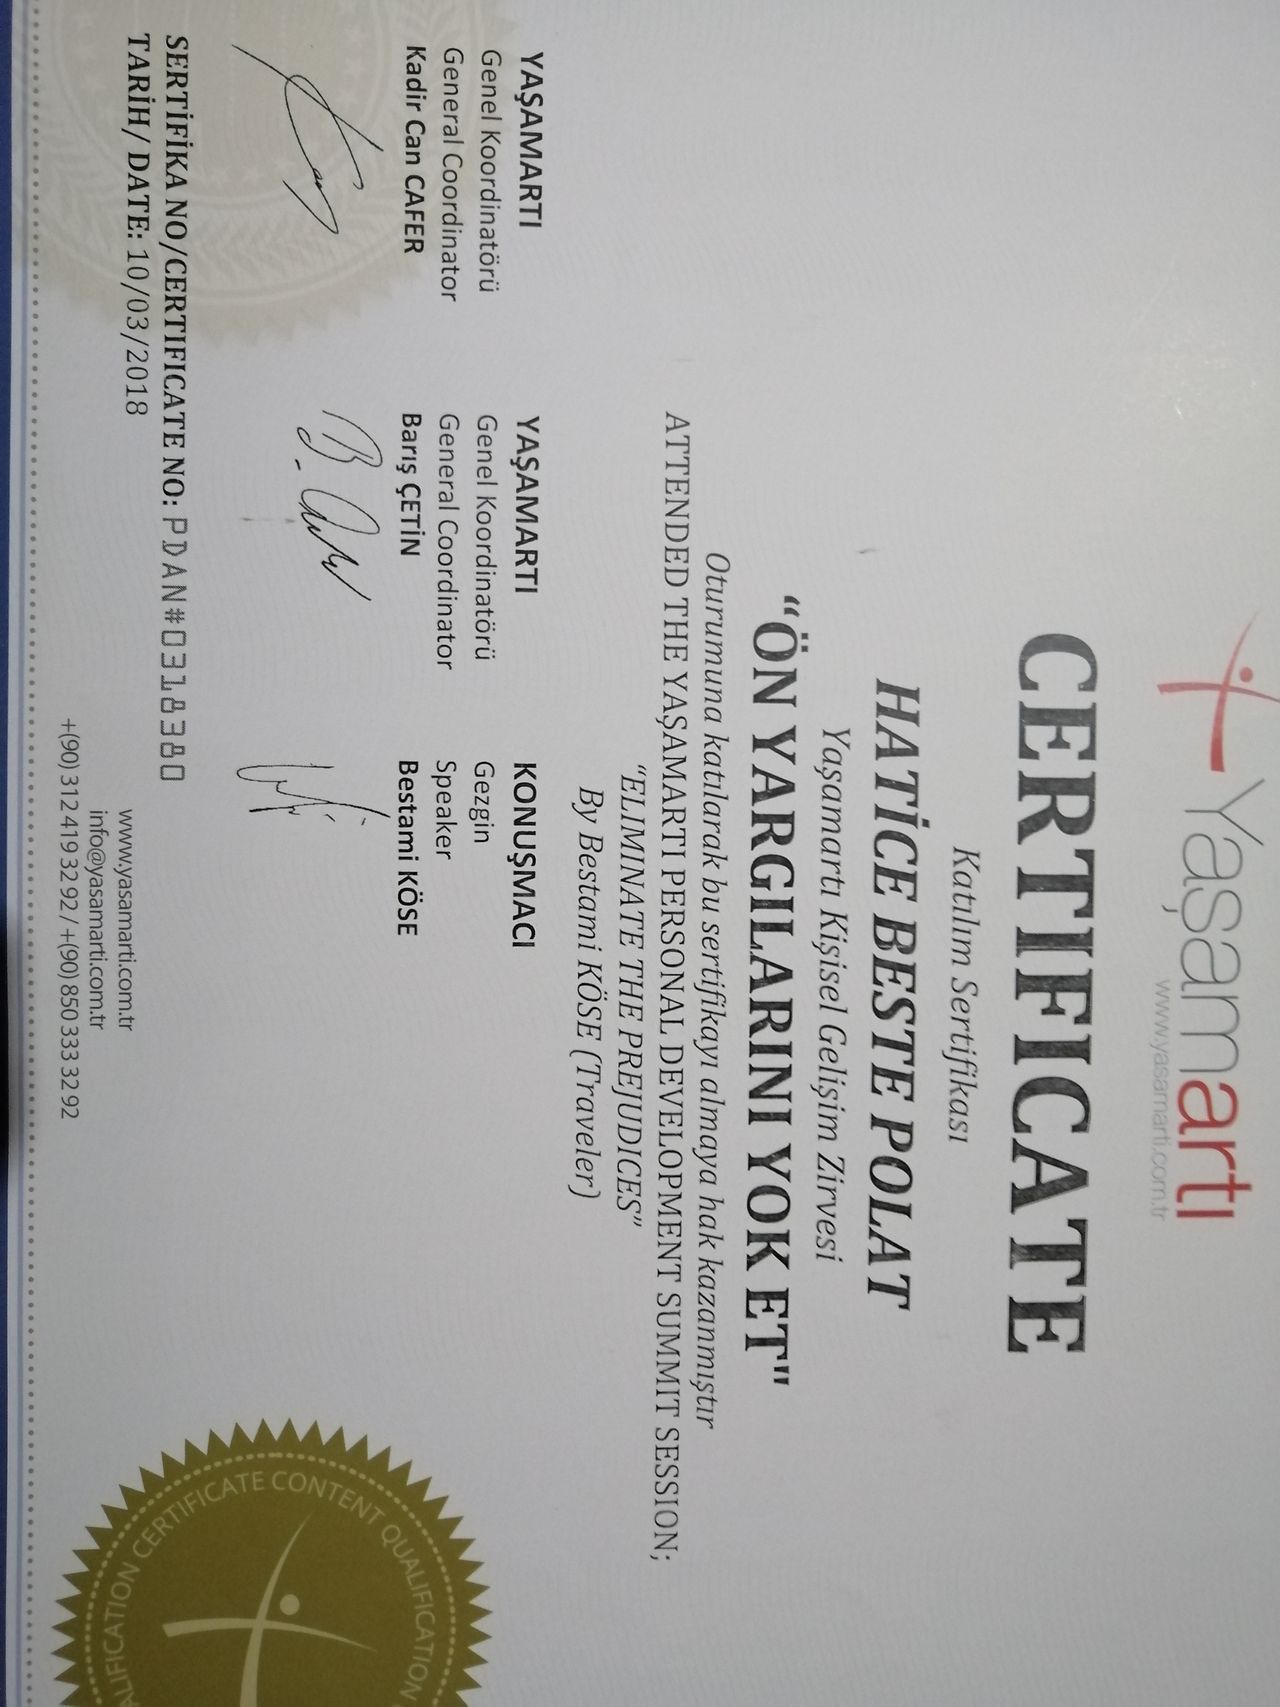 Yaşamartı
www.yasamarti.com.tr
CERTIFICATE
Katılım Sertifikası
HATİCE BESTE POLAT
Yaşamartı Kişisel Gelişim Zirvesi
“ÖN YARGILARINI YOK ET"
Oturumuna katılarak bu sertifikayı almaya hak kazanmıştır
ATTENDED THE YAŞAMARTI PERSONAL DEVELOPMENT SUMMIT SESSION;
“ELIMINATE THE PREJUDICES”
By Bestami KÖSE (Traveler)
YAŞAMARTI
Genel Koordinatörü
General Coordinator
Kadir Can CAFER
YAŞAMARTI
Genel Koordinatörü
General Coordinator
Barış ÇETİN
KONUŞMACI
Gezgin
Speaker
Bestami KÖSE
SERTİFİKA NO/CERTIFICATE NO: PDAN#0318380
TARİH/ DATE: 10/03/2018
www.yasamarti.com.tr
info@yasamarti.com.tr
+(90) 312 419 32 92 / +(90) 850 333 32 92
CERTIFICATE CONTENT QUALIFICATION